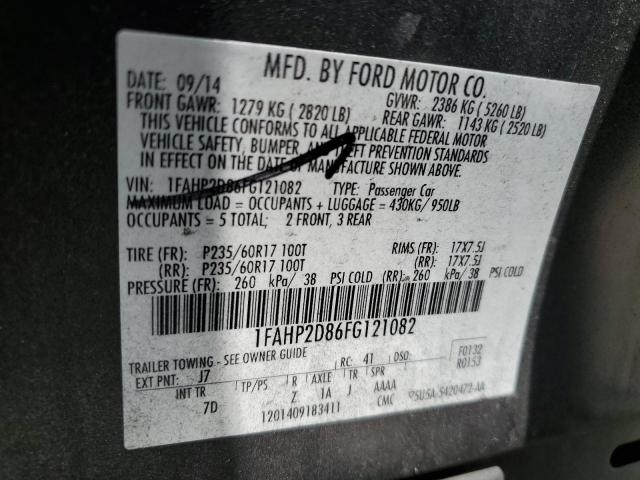 MFD. BY FORD MOTOR CO.
DATE: 09/14
GVWR: 2386 KG ( 5260 LB)
FRONT GAWR: 1279 KG ( 2820 LB)
REAR GAWR: 1143 KG ( 2520 LB)
THIS VEHICLE CONFORMS TO ALL APPLICABLE FEDERAL MOTOR
VEHICLE SAFETY, BUMPER, AND THEFT PREVENTION STANDARDS
IN EFFECT ON THE DATE OF MANUFACTURE SHOWN ABOVE.
VIN: 1FAHP2D86FG121082 TYPE: Passenger Car
MAXIMUM LOAD = OCCUPANTS + LUGGAGE = 430KG/ 950LB
OCCUPANTS = 5 TOTAL; 2 FRONT, 3 REAR
TIRE (FR): P235/60R17 100T RIMS (FR): 17X7.5J
(RR): P235/60R17 100T (RR): 17X7.5J
PRESSURE (FR): 260 kPa/ 38 PSI COLD (RR): 260 kPa/ 38 PSI COLD
1FAHP2D86FG121082
TRAILER TOWING - SEE OWNER GUIDE
EXT PNT: J7 RC: 41 DSO: F0132
R0153
INT TR TP/PS R AXLE TR SPR
7D Z 1A J AAAA
1201409183411 CMC